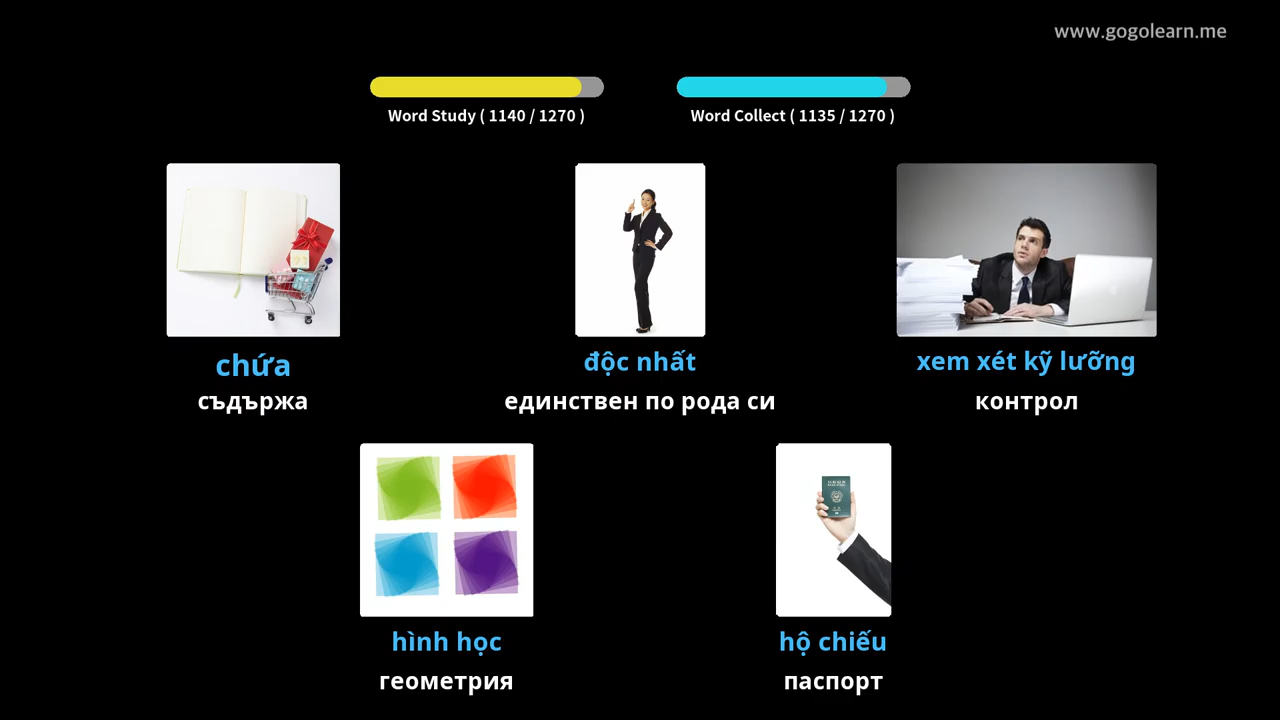 www.gogolearn.me
Word Study ( 1140 / 1270 )
Word Collect ( 1135 / 1270 )
chứa
съдържа
độc nhất
единствен по рода си
xem xét kỹ lưỡng
контрол
hình học
геометрия
hộ chiếu
паспорт